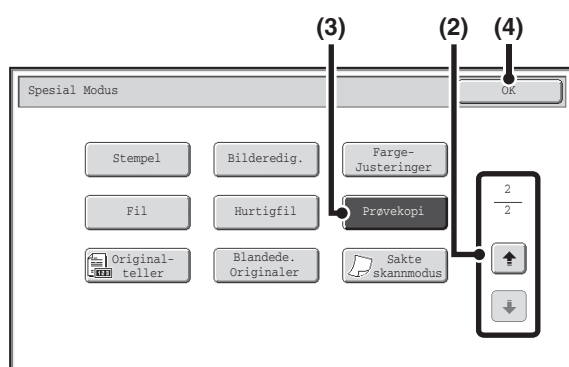 (3) (2) (4)
Spesial Modus OK
Stempel Bilderedig. Farge-
Justeringer
2
2
Fil Hurtigfil Prøvekopi
Original-
teller
123
Blandede.
Originaler
Sakte
skannmodus